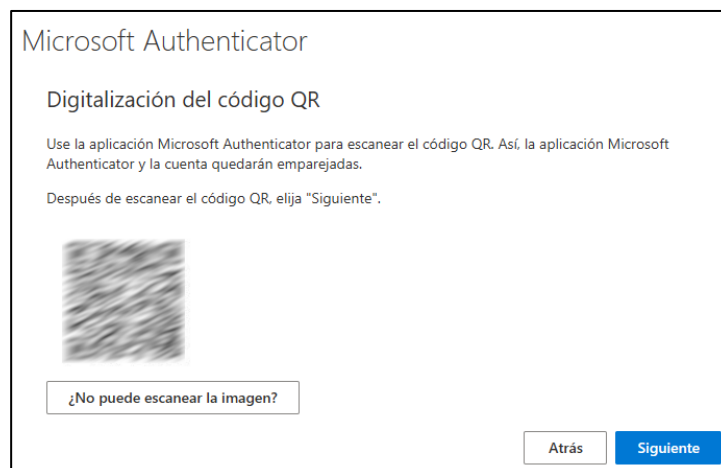 Microsoft Authenticator
Digitalización del código QR
Use la aplicación Microsoft Authenticator para escanear el código QR. Así, la aplicación Microsoft
Authenticator y la cuenta quedarán emparejadas.
Después de escanear el código QR, elija "Siguiente".
¿No puede escanear la imagen?
Atrás
Siguiente